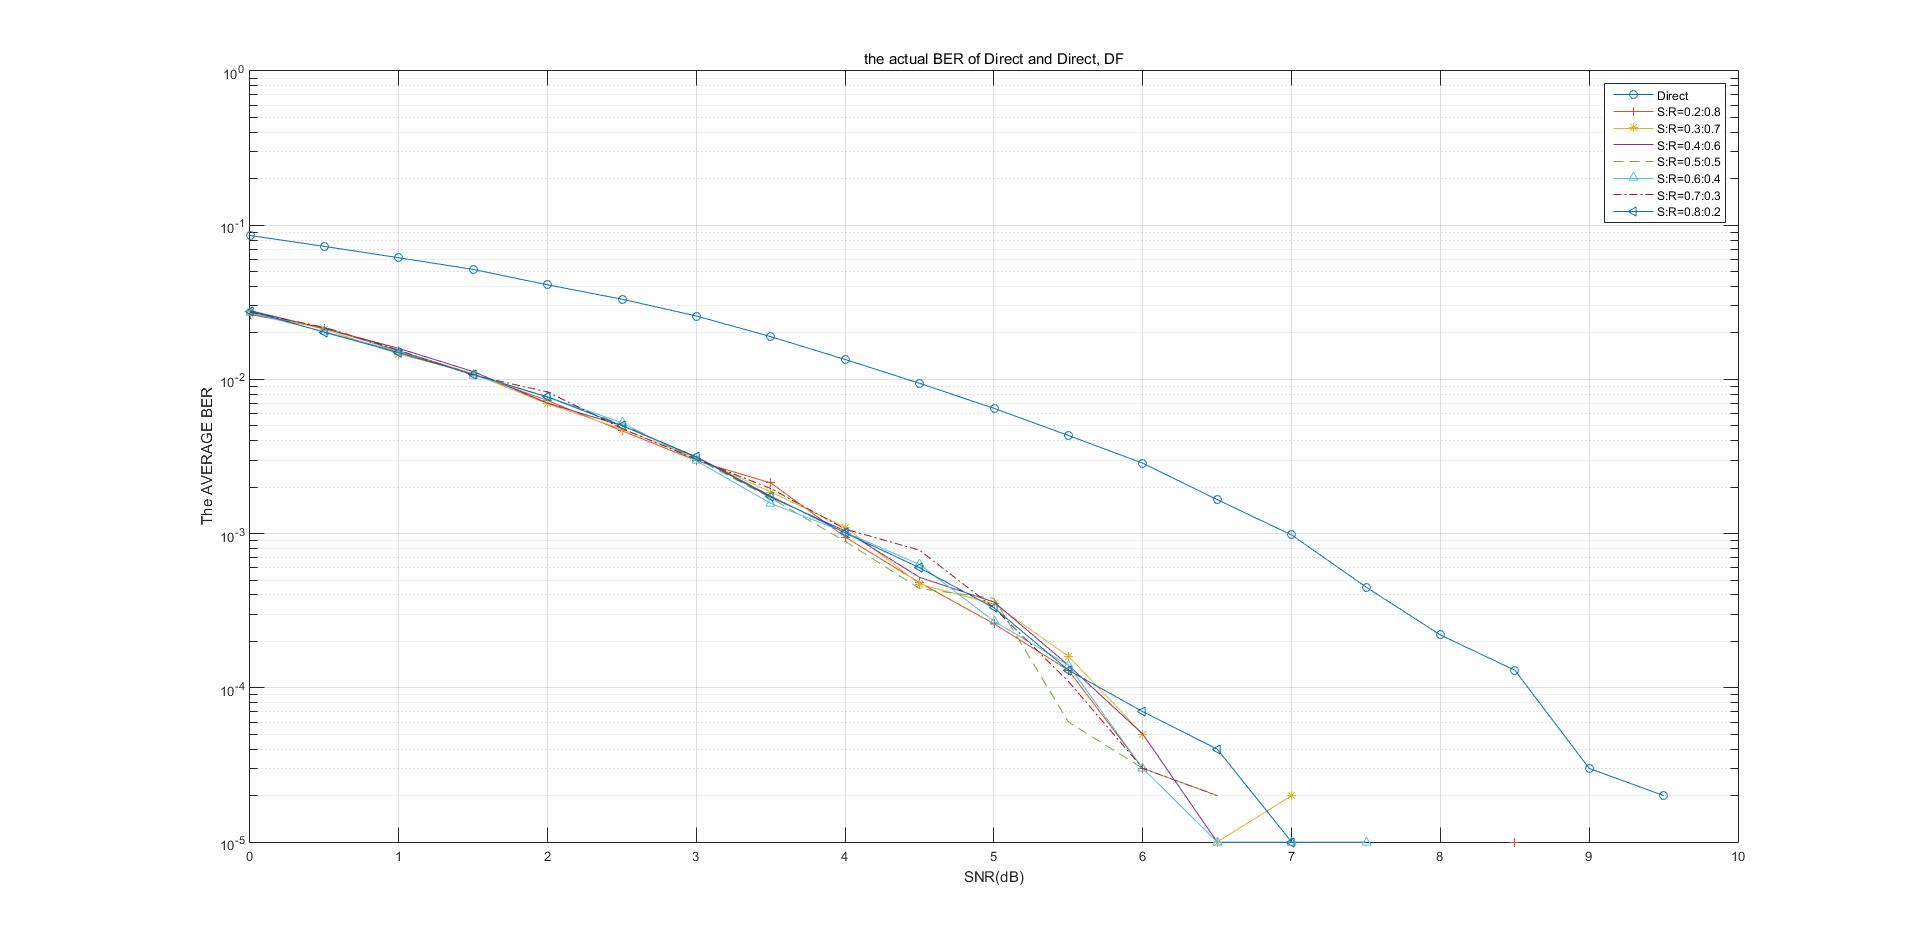 the actual BER of Direct and Direct, DF
10^0
10^-1
10^-2
10^-3
10^-4
10^-5
The AVERAGE BER
Direct
S:R=0.2:0.8
S:R=0.3:0.7
S:R=0.4:0.6
S:R=0.5:0.5
S:R=0.6:0.4
S:R=0.7:0.3
S:R=0.8:0.2
0 1 2 3 4 5 6 7 8 9 10
SNR(dB)